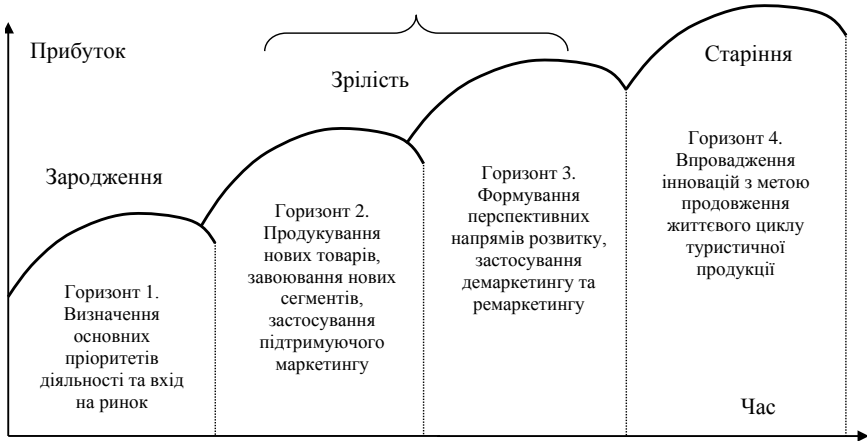 Прибуток
Зрілість
Старіння
Зародження
Горизонт 1.
Визначення
основних
пріоритетів
діяльності та вхід
на ринок
Горизонт 2.
Продукування
нових товарів,
завоювання нових
сегментів,
застосування
підтримуючого
маркетингу
Горизонт 3.
Формування
перспективних
напрямів розвитку,
застосування
демаркетингу та
ремаркетингу
Горизонт 4.
Впровадження
інновацій з метою
продовження
життєвого циклу
туристичної
продукції
Час